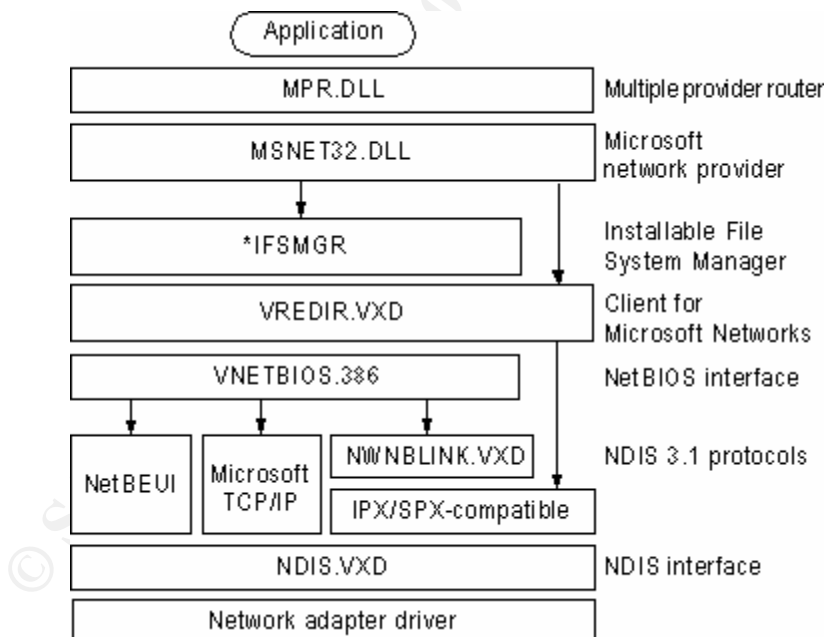 Application
MPR.DLL
Multiple provider router
MSNET32.DLL
Microsoft
network provider
*IFSMGR
Installable File
System Manager
VREDIR.VXD
Client for
Microsoft Networks
VNETBIOS.386
NetBIOS interface
NetBEUI
Microsoft
TCP/IP
NWNBLINK.VXD
IPX/SPX-compatible
NDIS 3.1 protocols
NDIS.VXD
NDIS interface
Network adapter driver